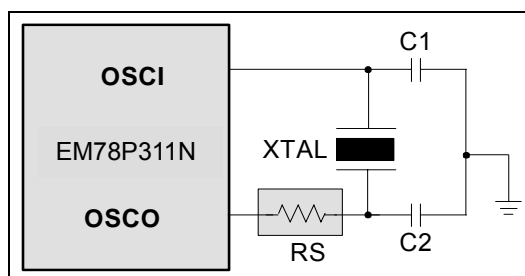 OSCI
C1
EM78P311N
XTAL
OSCO
RS
C2